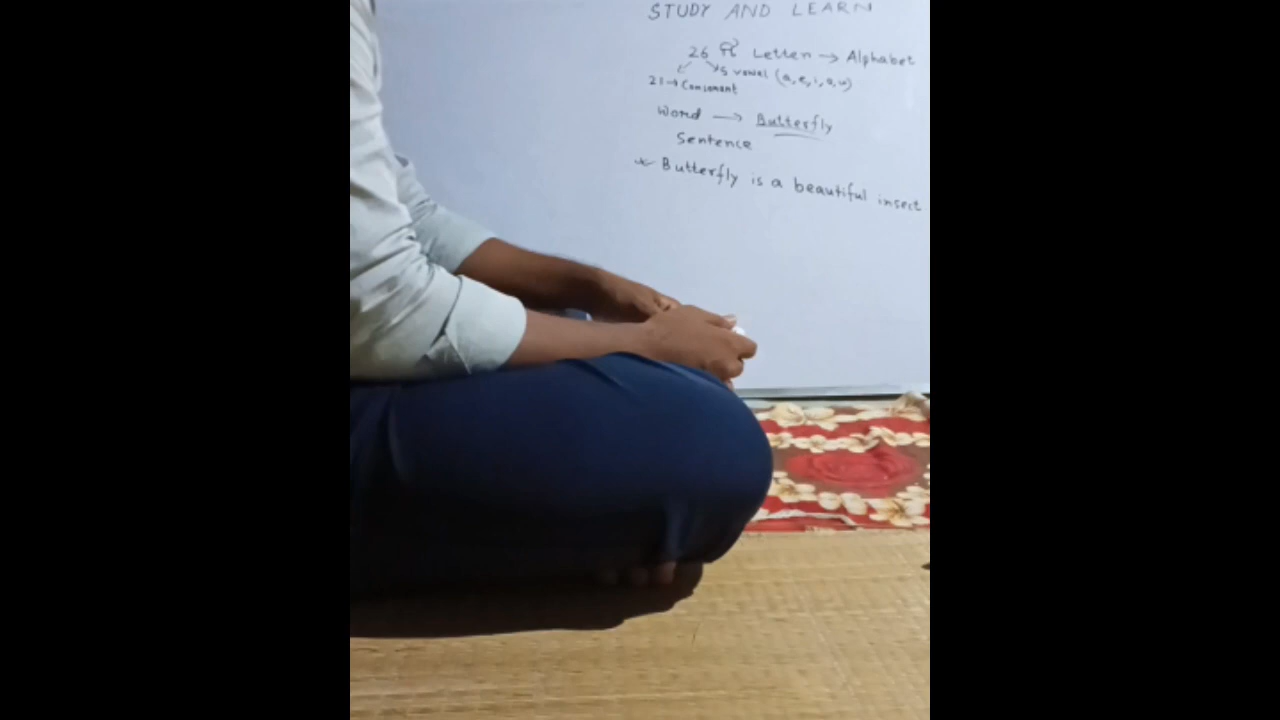 STUDY AND LEARN
26 টি Letter → Alphabet
5 vowel (a, e, i, o, u)
21 → Consonant
Word → Butterfly
Sentence
* Butterfly is a beautiful insect